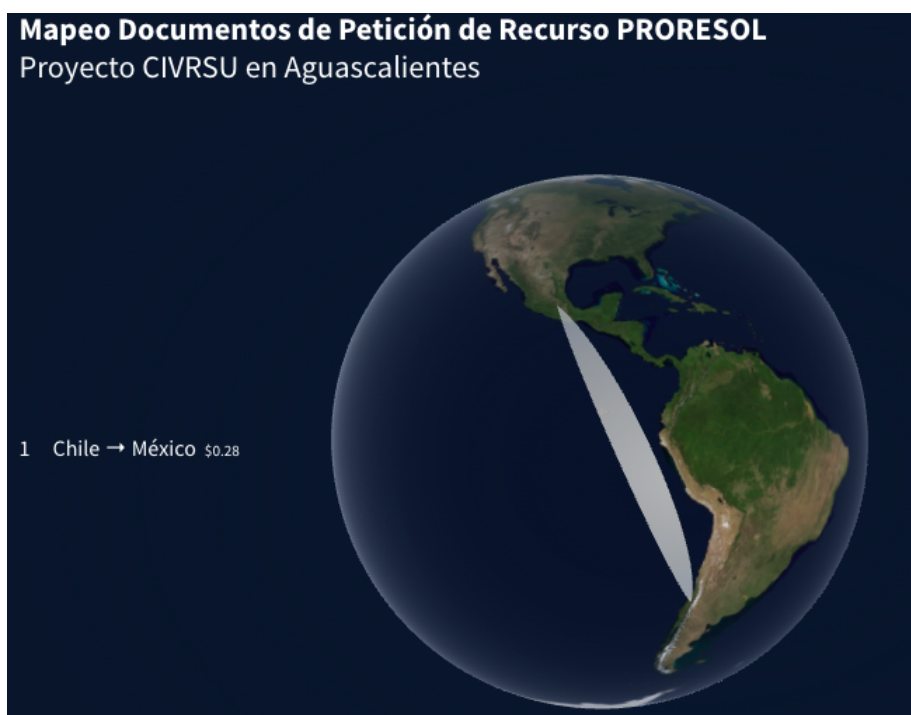 Mapeo Documentos de Petición de Recurso PRORESOL
Proyecto CIVRSU en Aguascalientes
1 Chile → México $0.28